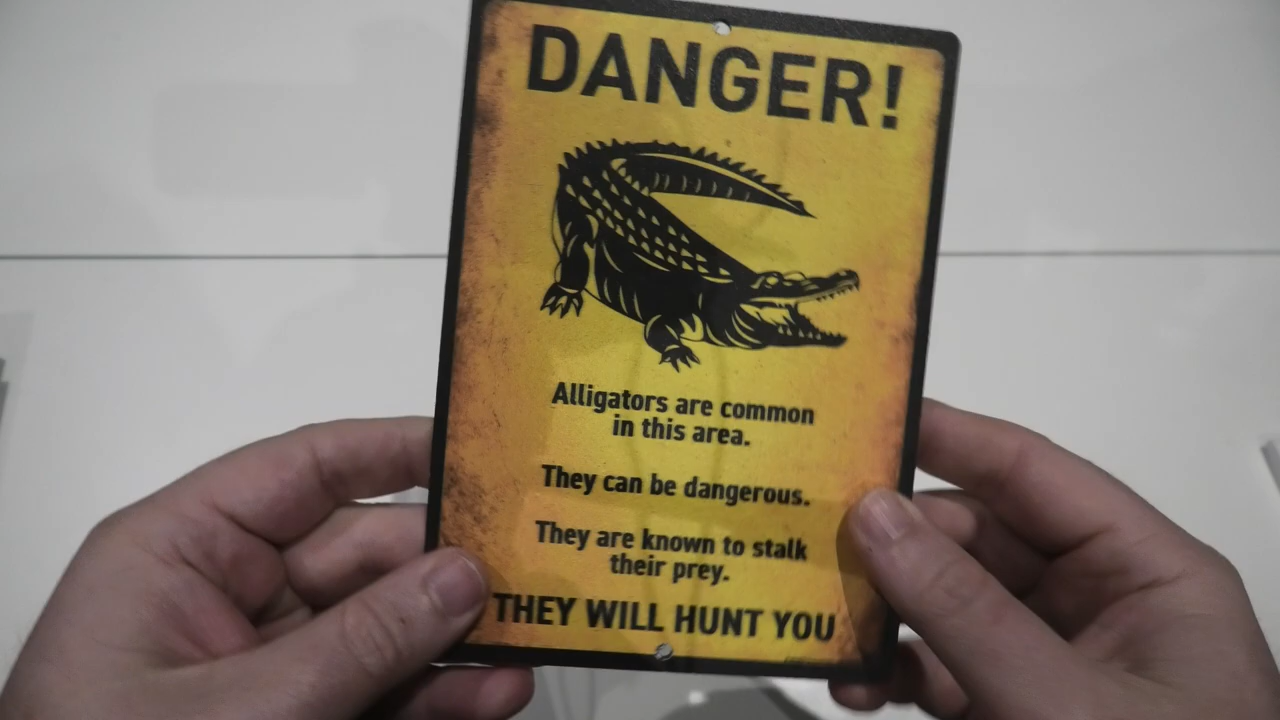 DANGER!
Alligators are common
in this area.
They can be dangerous.
They are known to stalk
their prey.
THEY WILL HUNT YOU